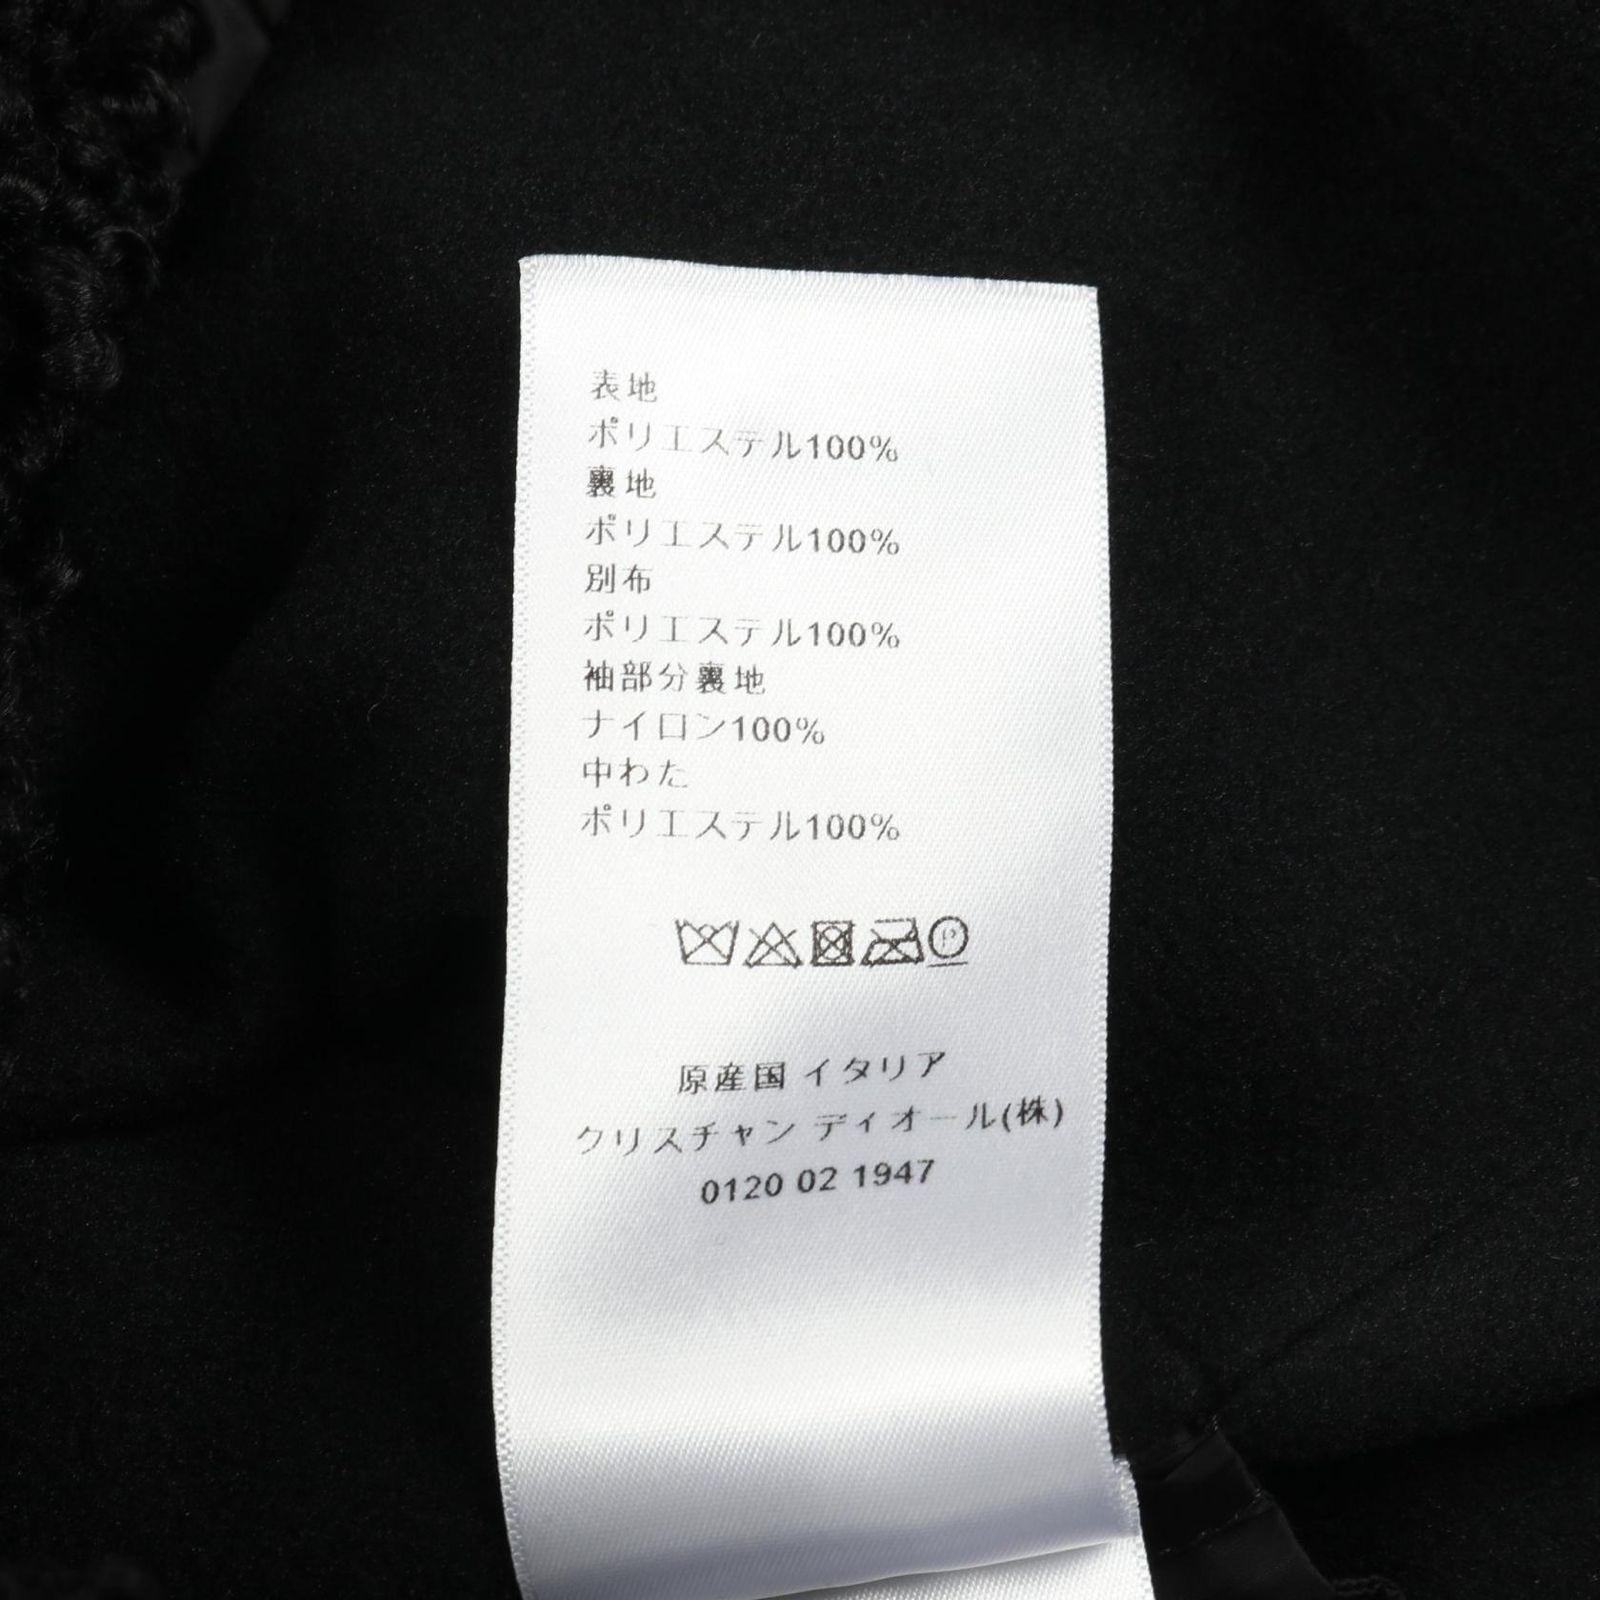 表地
ポリエステル100%
裏地
ポリエステル100%
別布
ポリエステル100%
袖部分裏地
ナイロン100%
中わた
ポリエステル100%
P
原産国 イタリア
クリスチャン ディオール(株)
0120 02 1947